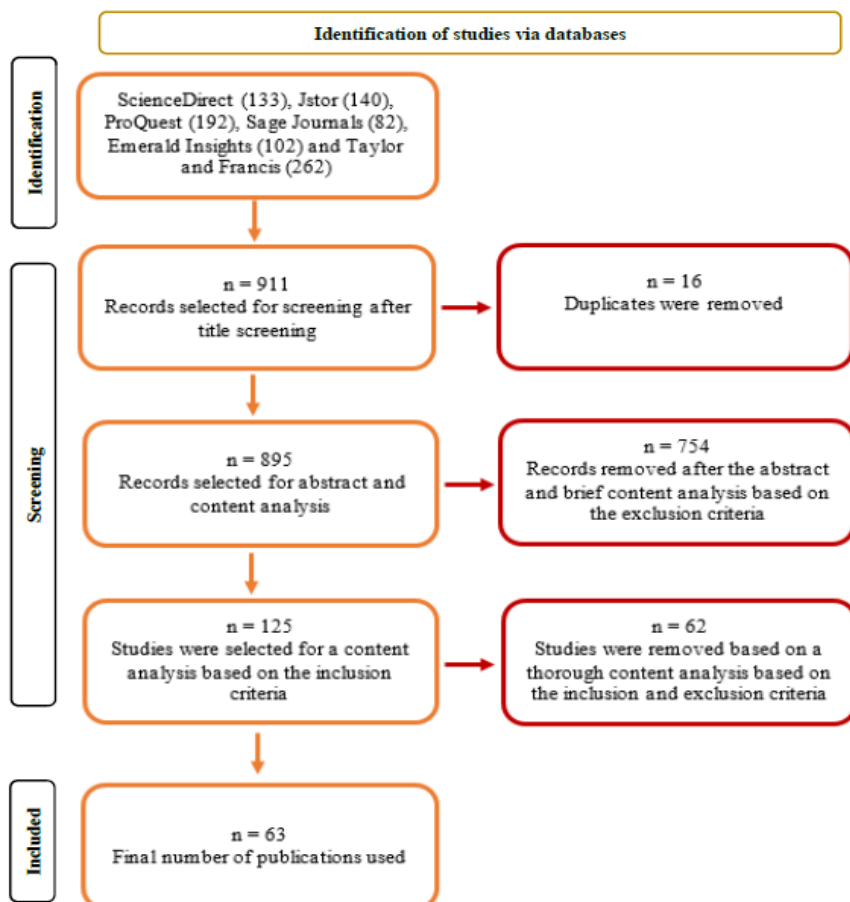 Identification of studies via databases
Identification
ScienceDirect (133), Jstor (140),
ProQuest (192), Sage Journals (82),
Emerald Insights (102) and Taylor
and Francis (262)
Screening
n = 911
Records selected for screening after
title screening
n = 16
Duplicates were removed
n = 895
Records selected for abstract and
content analysis
n = 754
Records removed after the abstract
and brief content analysis based on
the exclusion criteria
n = 125
Studies were selected for a content
analysis based on the inclusion
criteria
n = 62
Studies were removed based on a
thorough content analysis based on
the inclusion and exclusion criteria
Included
n = 63
Final number of publications used